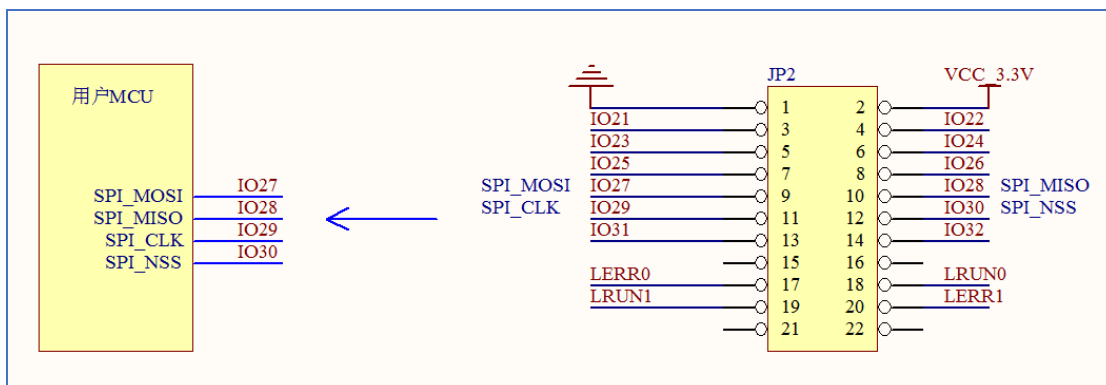 JP2 VCC_3.3V
用户MCU
1 2
IO21 3 4 IO22
IO23 5 6 IO24
IO25 7 8 IO26
SPI_MOSI IO27 9 10 IO28 SPI_MISO
SPI_CLK IO29 11 12 IO30 SPI_NSS
IO31 13 14 IO32
15 16
LERR0 17 18 LRUN0
LRUN1 19 20 LERR1
21 22
SPI_MOSI IO27
SPI_MISO IO28
SPI_CLK IO29
SPI_NSS IO30